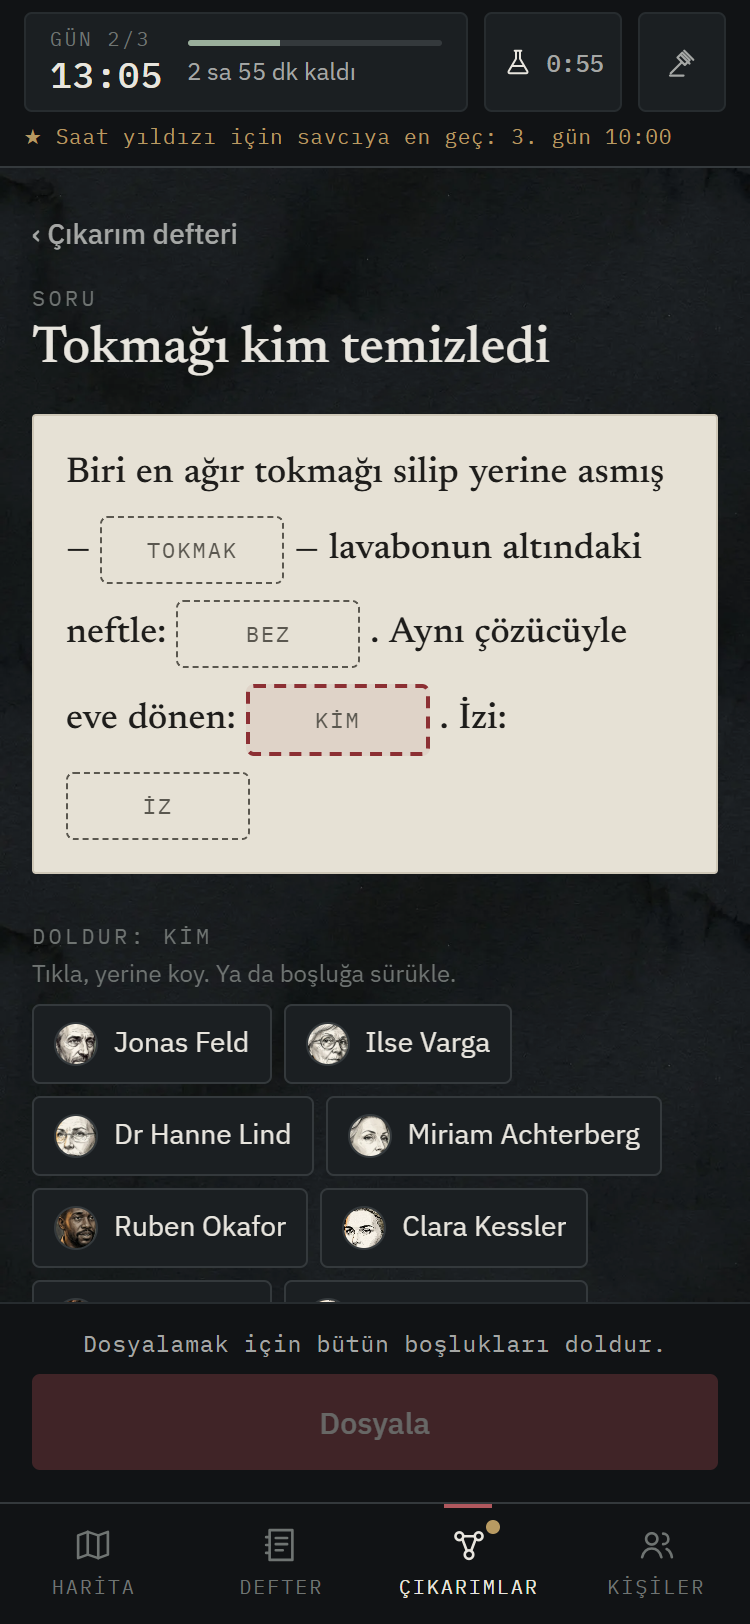 GÜN 2/3
13:05
2 sa 55 dk kaldı
0:55
★ Saat yıldızı için savcıya en geç: 3. gün 10:00
‹ Çıkarım defteri
SORU
Tokmağı kim temizledi
Biri en ağır tokmağı silip yerine asmış
– TOKMAK – lavabonun altındaki
neftle: BEZ . Aynı çözücüyle
eve dönen: KİM . İzi:
İZ
DOLDUR: KİM
Tıkla, yerine koy. Ya da boşluğa sürükle.
Jonas Feld Ilse Varga
Dr Hanne Lind Miriam Achterberg
Ruben Okafor Clara Kessler
Dosyalamak için bütün boşlukları doldur.
Dosyala
HARİTA DEFTER ÇIKARIMLAR KİŞİLER